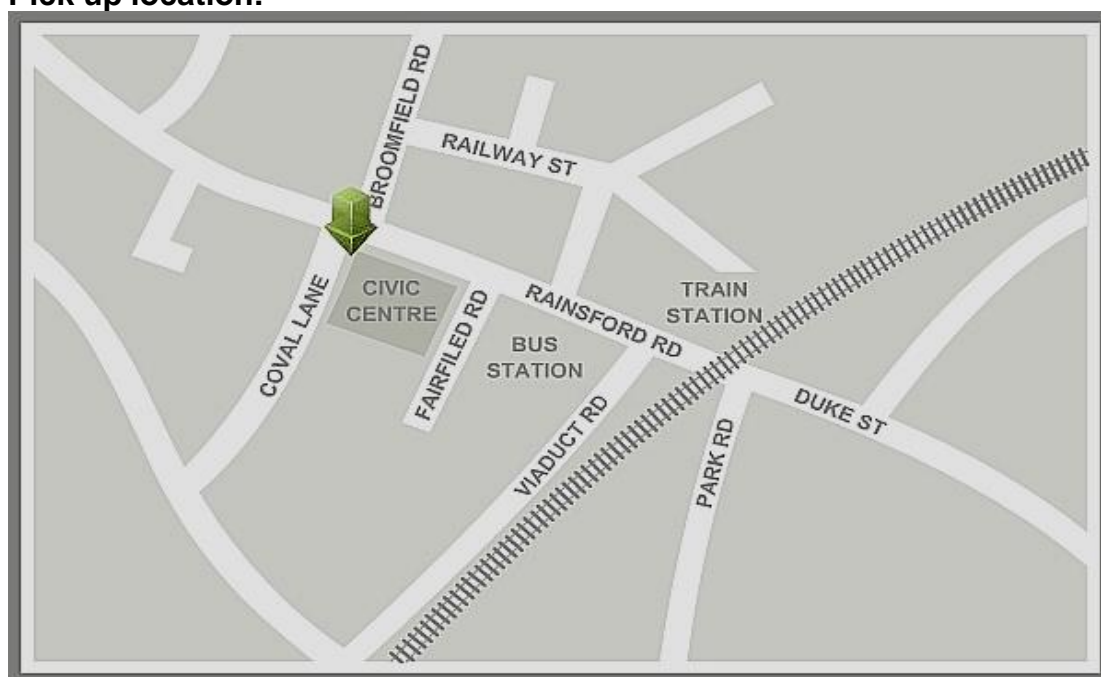 Pick up location:
BROOMFIELD RD
RAILWAY ST
CIVIC
CENTRE
COVAL LANE
FAIRFILED RD
RAINSFORD RD
TRAIN
STATION
BUS
STATION
VIADUCT RD
PARK RD
DUKE ST